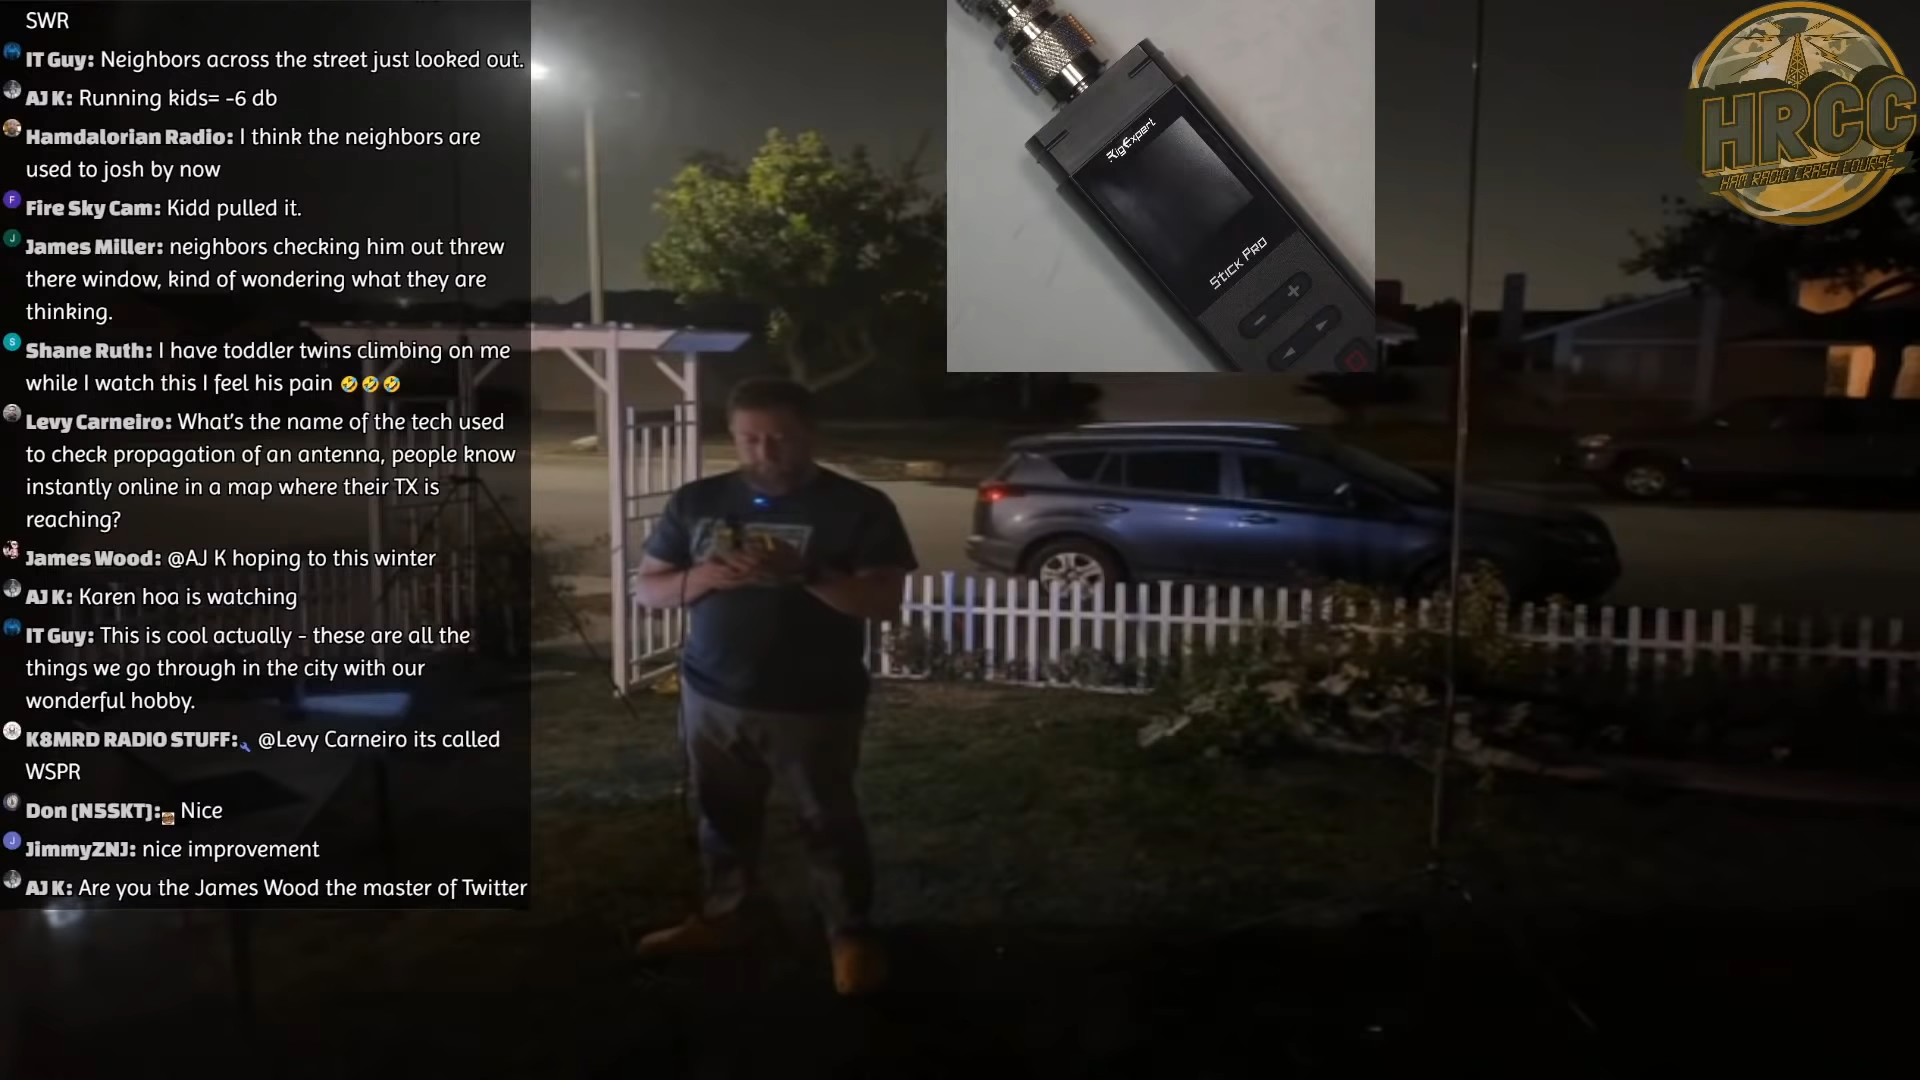 SWR
IT Guy: Neighbors across the street just looked out.
AJ K: Running kids= -6 db
Hamdalorian Radio: I think the neighbors are
used to josh by now
F
Fire Sky Cam: Kidd pulled it.
J
James Miller: neighbors checking him out threw
there window, kind of wondering what they are
thinking.
S
Shane Ruth: I have toddler twins climbing on me
while I watch this I feel his pain 🤣🤣🤣
Levy Carneiro: What's the name of the tech used
to check propagation of an antenna, people know
instantly online in a map where their TX is
reaching?
James Wood: @AJ K hoping to this winter
AJ K: Karen hoa is watching
IT Guy: This is cool actually - these are all the
things we go through in the city with our
wonderful hobby.
K8MRD RADIO STUFF: @Levy Carneiro its called
WSPR
Don (N5SKT): Nice
J
JimmyZNJ: nice improvement
AJ K: Are you the James Wood the master of Twitter
RigExpert
Stick Pro
+
−
HRCC
HAM RADIO CRASH COURSE